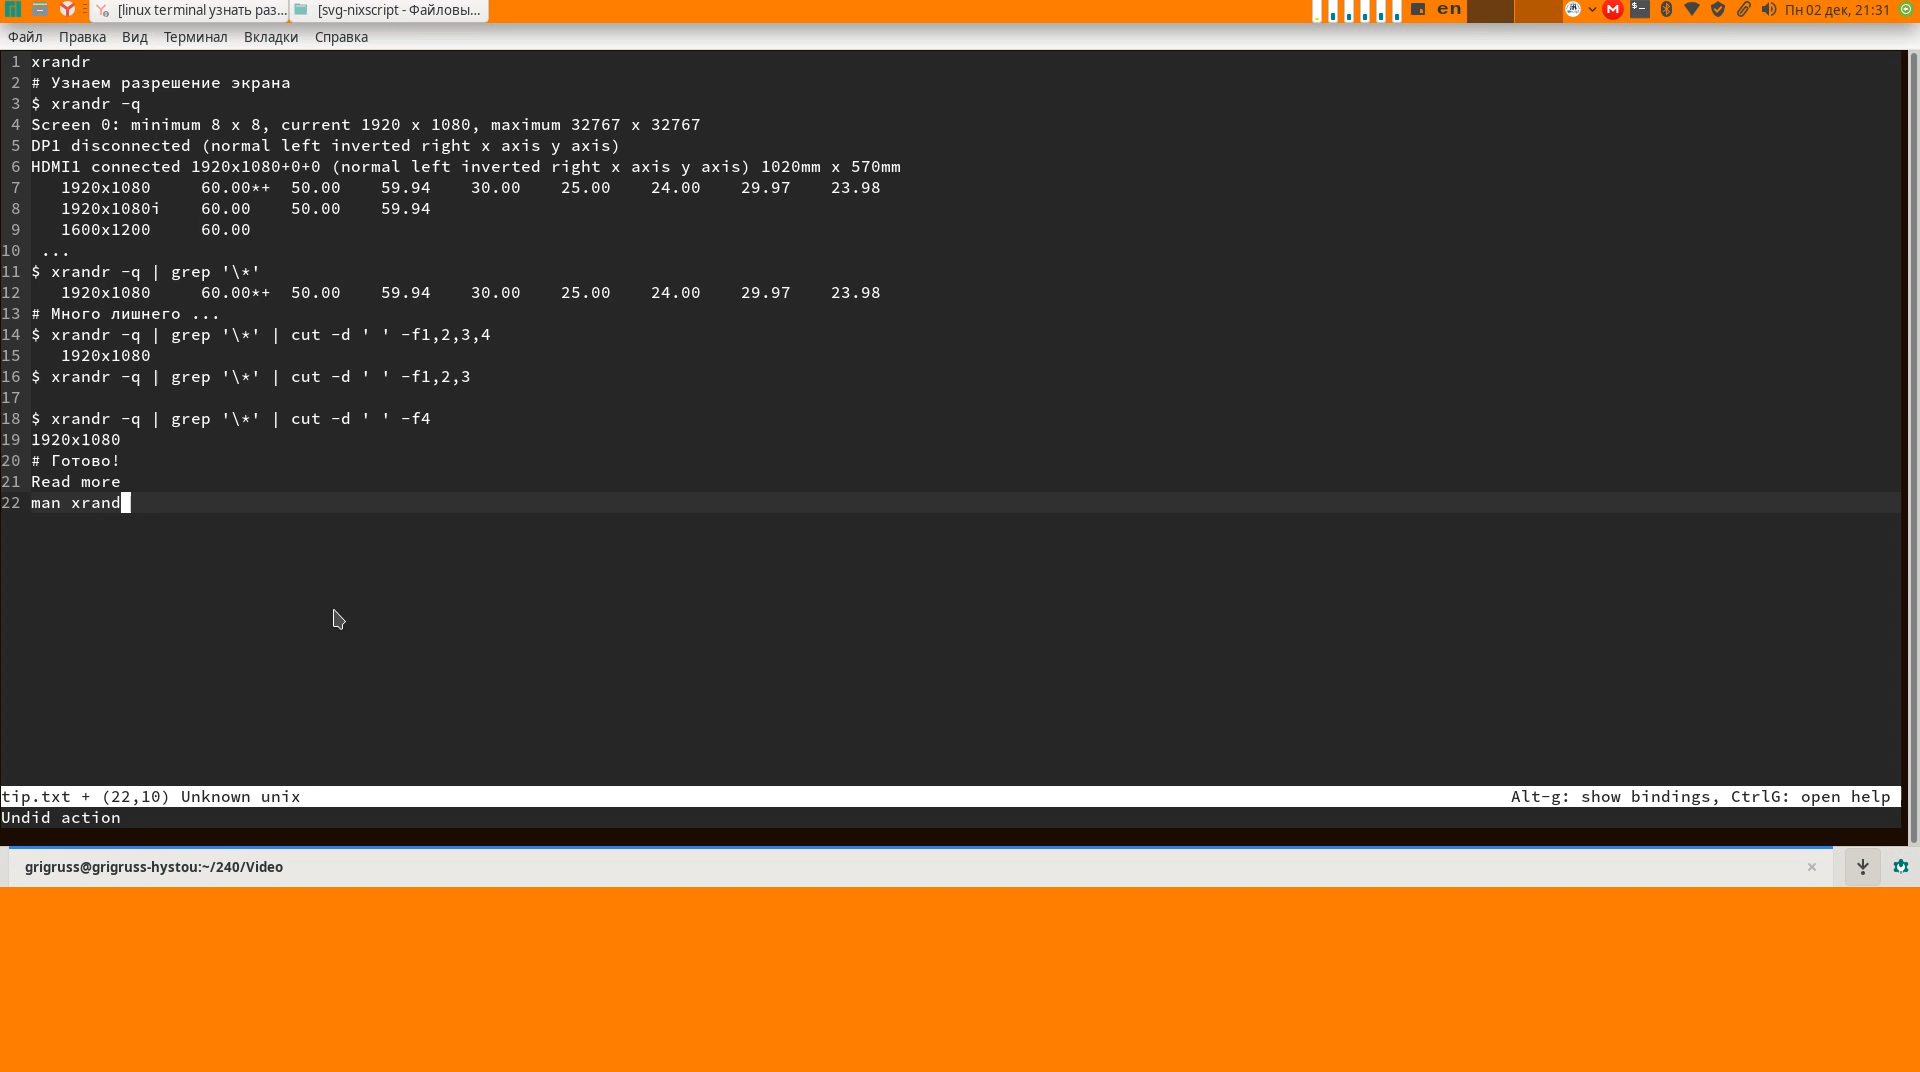 [linux terminal узнать раз... [svg-nixscript - Файловы... en Пн 02 дек, 21:31
Файл Правка Вид Терминал Вкладки Справка
1 xrandr
2 # Узнаем разрешение экрана
3 $ xrandr -q
4 Screen 0: minimum 8 x 8, current 1920 x 1080, maximum 32767 x 32767
5 DP1 disconnected (normal left inverted right x axis y axis)
6 HDMI1 connected 1920x1080+0+0 (normal left inverted right x axis y axis) 1020mm x 570mm
7    1920x1080     60.00*+  50.00    59.94    30.00    25.00    24.00    29.97    23.98
8    1920x1080i    60.00    50.00    59.94
9    1600x1200     60.00
10  ...
11 $ xrandr -q | grep '\*'
12    1920x1080     60.00*+  50.00    59.94    30.00    25.00    24.00    29.97    23.98
13 # Много лишнего ...
14 $ xrandr -q | grep '\*' | cut -d ' ' -f1,2,3,4
15    1920x1080
16 $ xrandr -q | grep '\*' | cut -d ' ' -f1,2,3
17
18 $ xrandr -q | grep '\*' | cut -d ' ' -f4
19 1920x1080
20 # Готово!
21 Read more
22 man xrand
tip.txt + (22,10) Unknown unix Alt-g: show bindings, CtrlG: open help
Undid action
grigruss@grigruss-hystou:~/240/Video